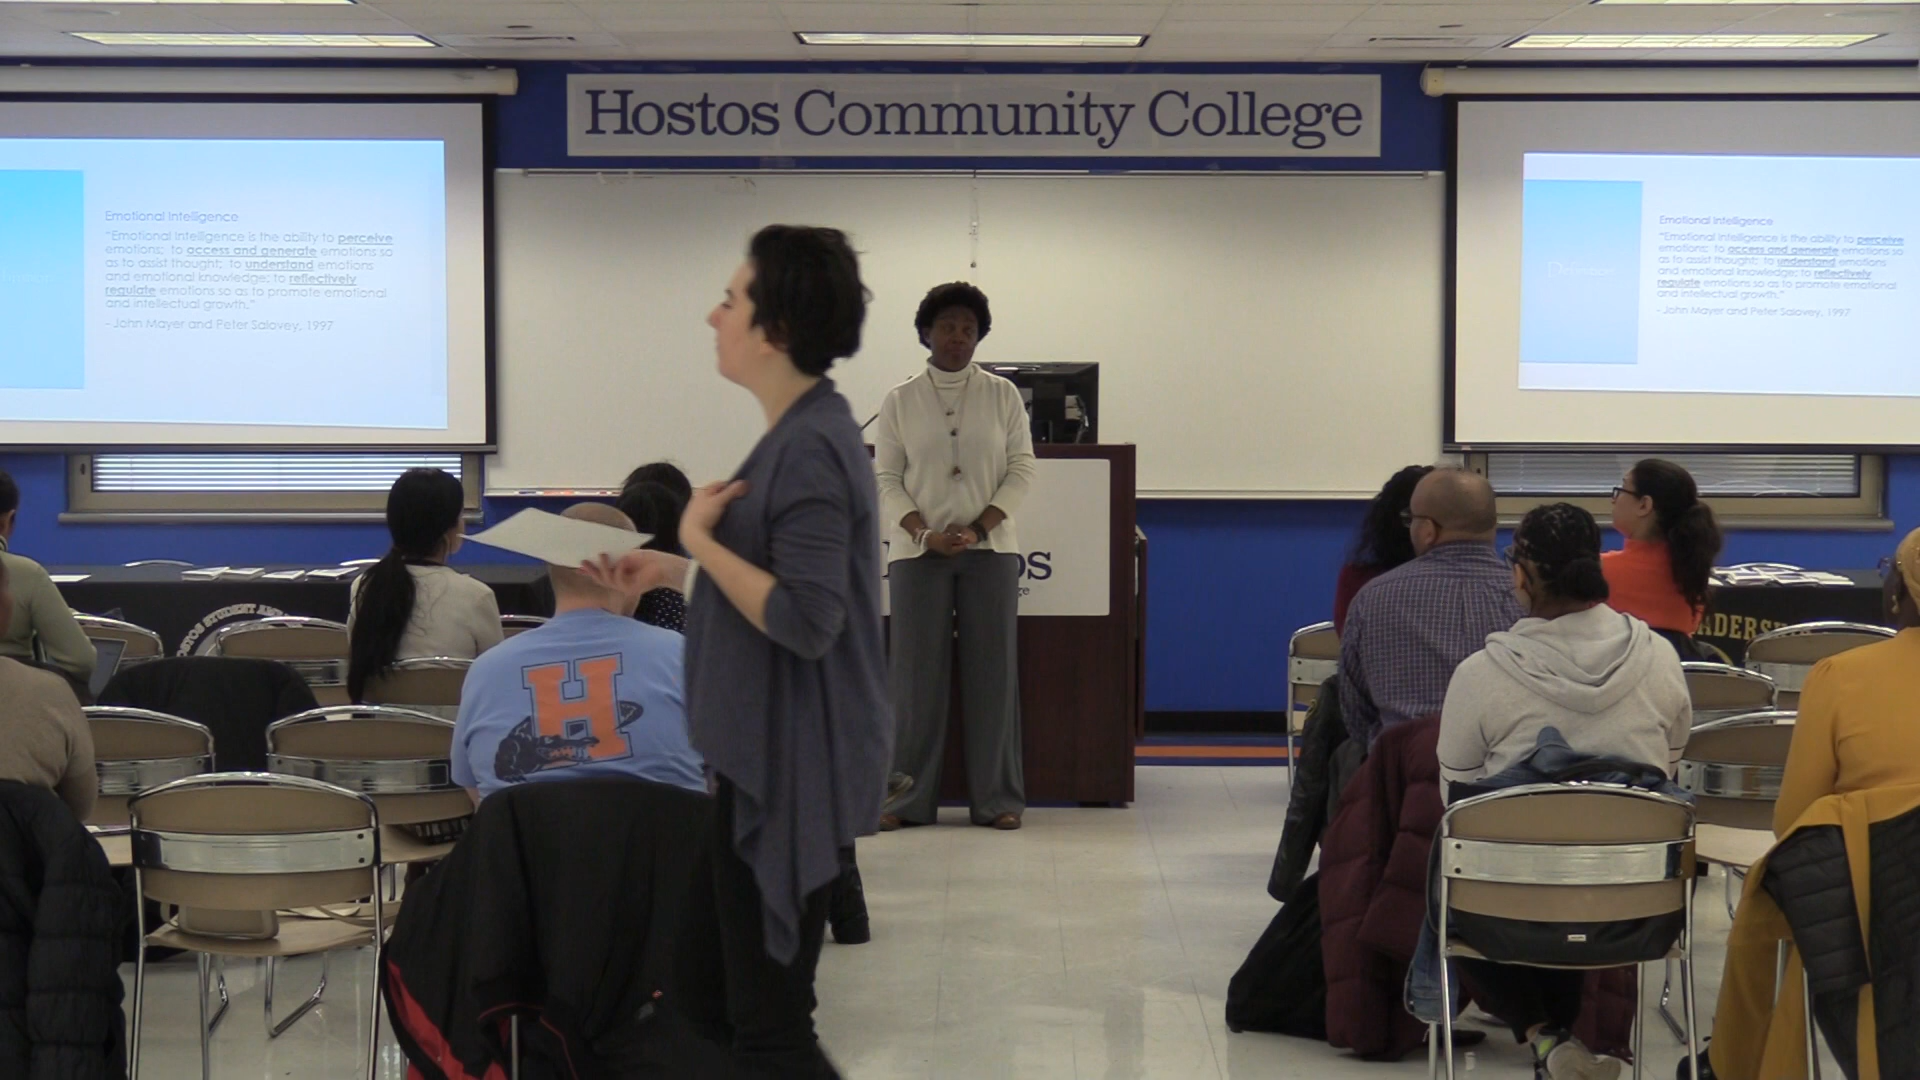 Hostos Community College
Emotional Intelligence
"Emotional Intelligence is the ability to perceive
emotions; to access and generate emotions so
as to assist thought; to understand emotions
and emotional knowledge; to reflectively
regulate emotions so as to promote emotional
and intellectual growth."
- John Mayer and Peter Salovey, 1997
Emotional Intelligence
"Emotional Intelligence is the ability to perceive
emotions; to access and generate emotions so
as to assist thought; to understand emotions
and emotional knowledge; to reflectively
regulate emotions so as to promote emotional
and intellectual growth."
- John Mayer and Peter Salovey, 1997
H